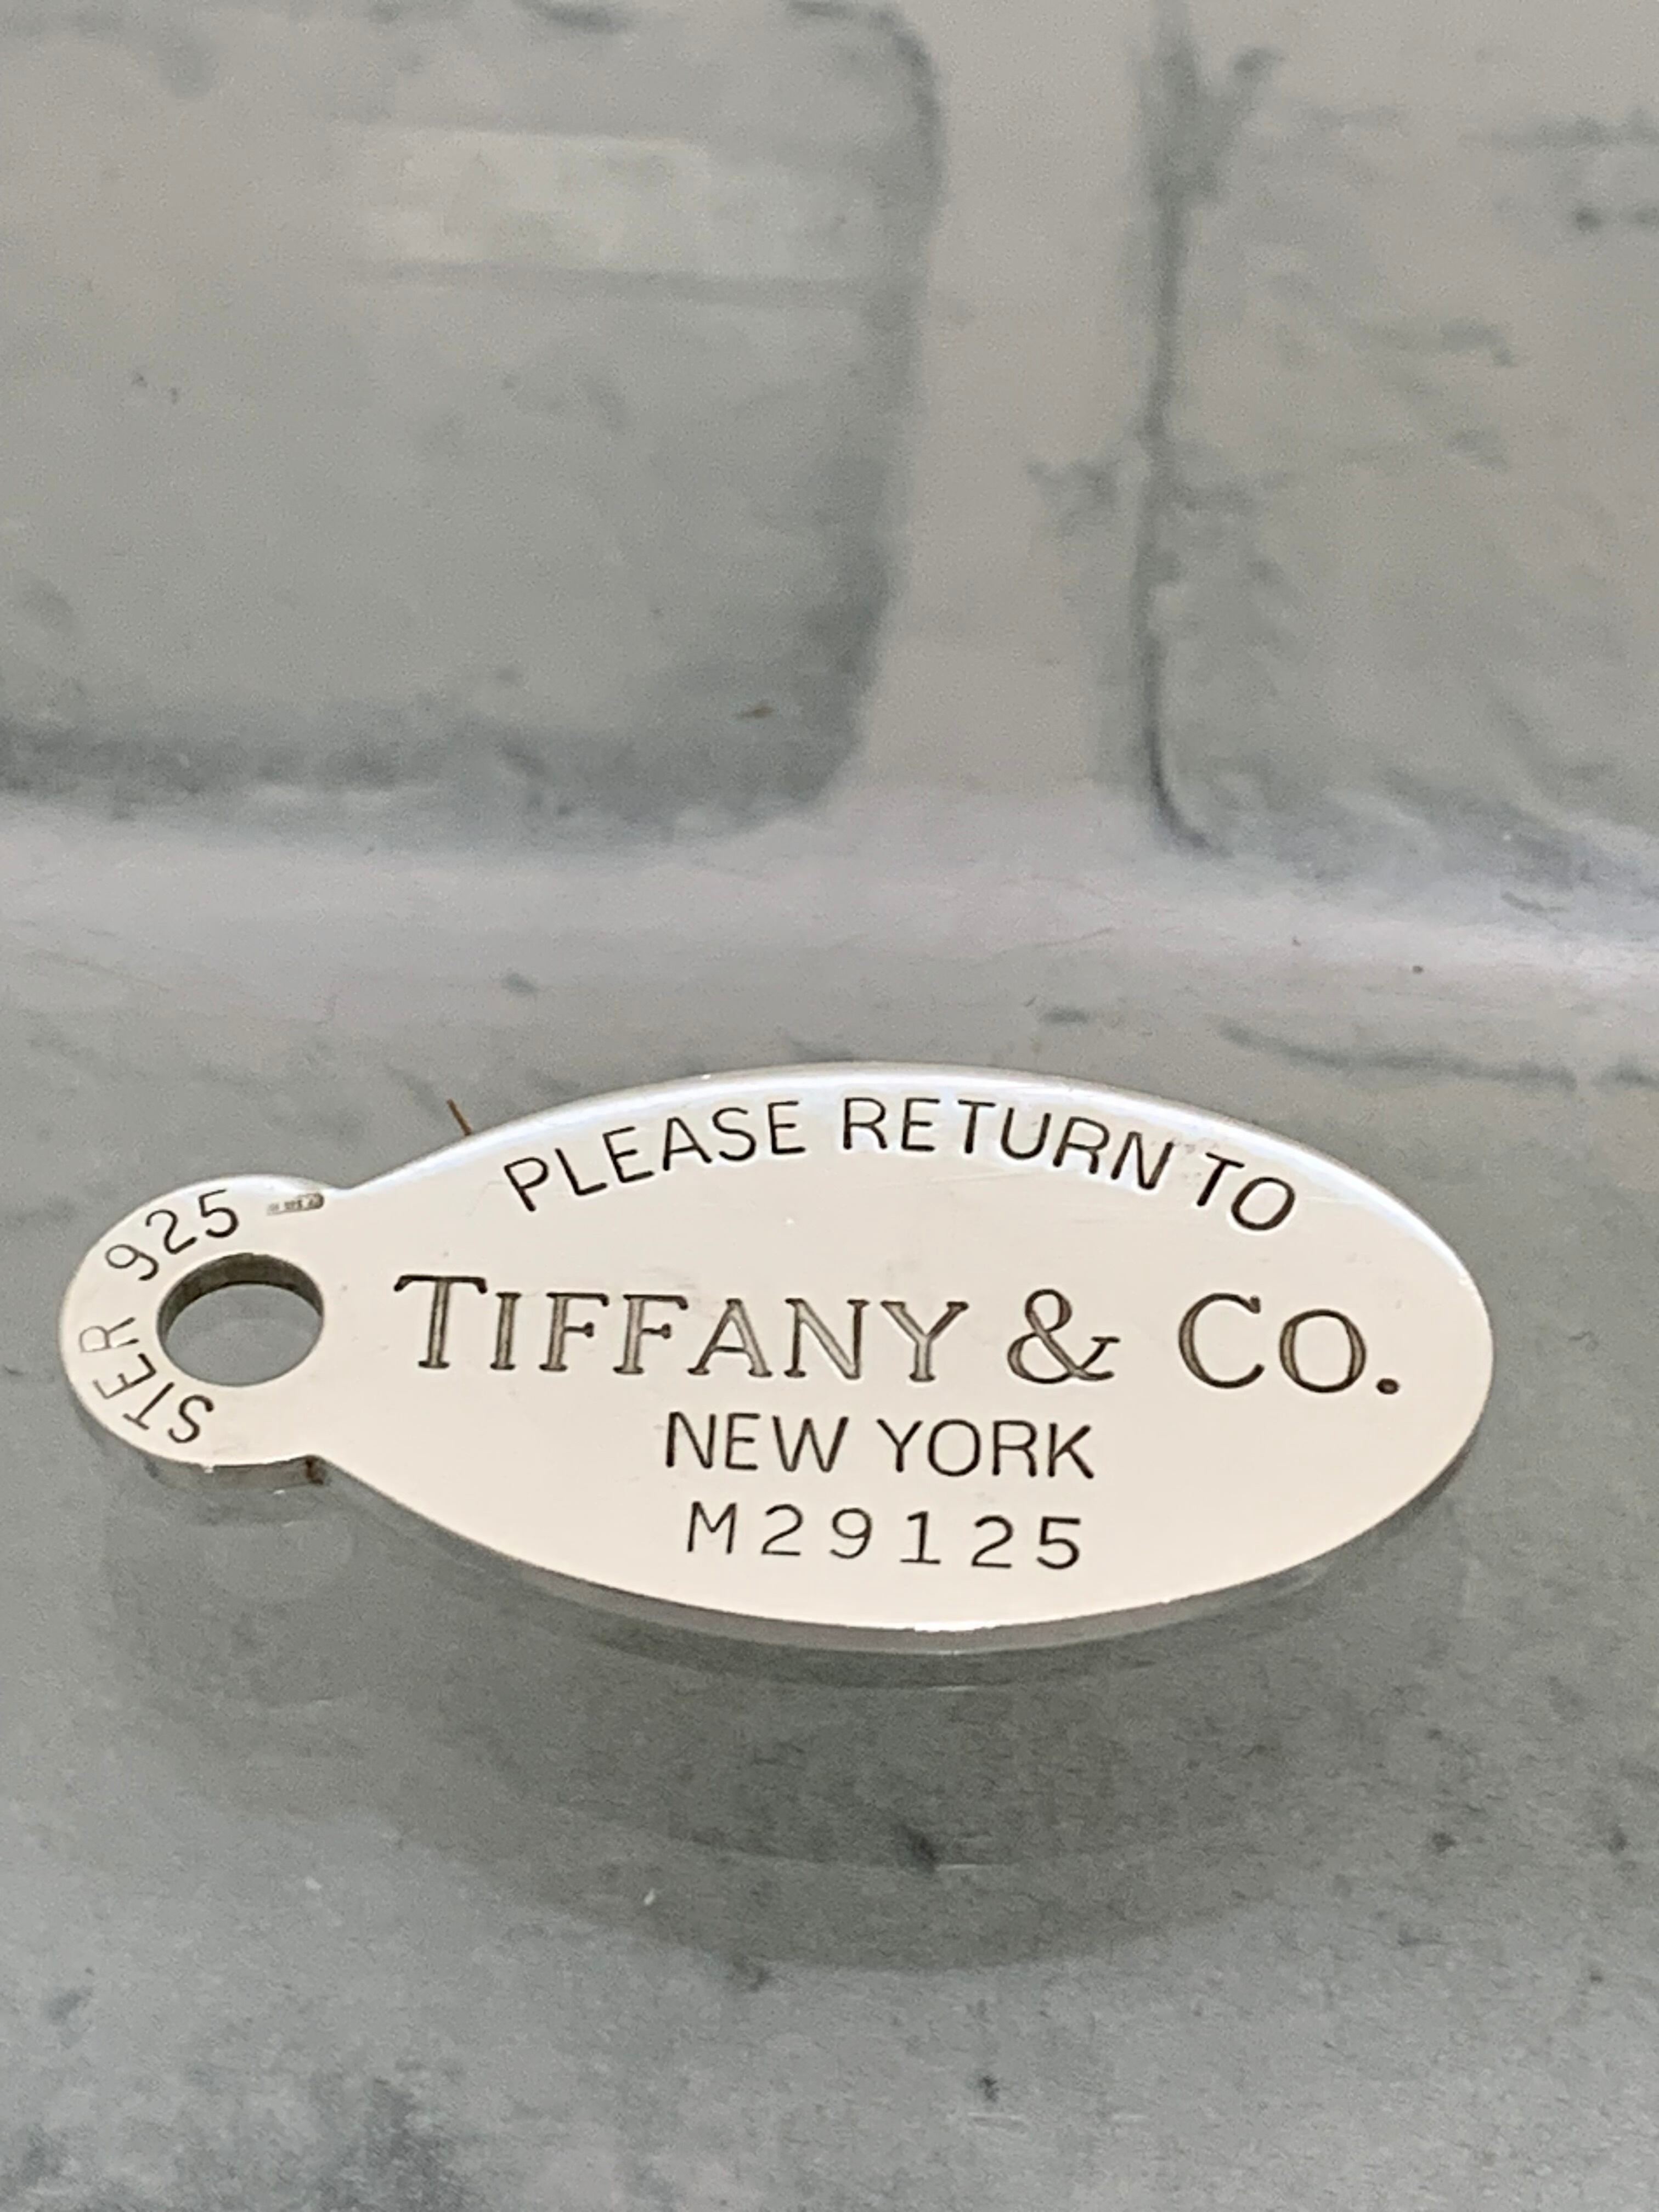 PLEASE RETURN TO
TIFFANY & CO.
NEW YORK
M29125
STER 925